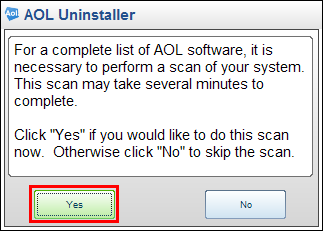 AOL AOL Uninstaller
For a complete list of AOL software, it is
necessary to perform a scan of your system.
This scan may take several minutes to
complete.
Click "Yes" if you would like to do this scan
now.  Otherwise click "No" to skip the scan.
Yes No